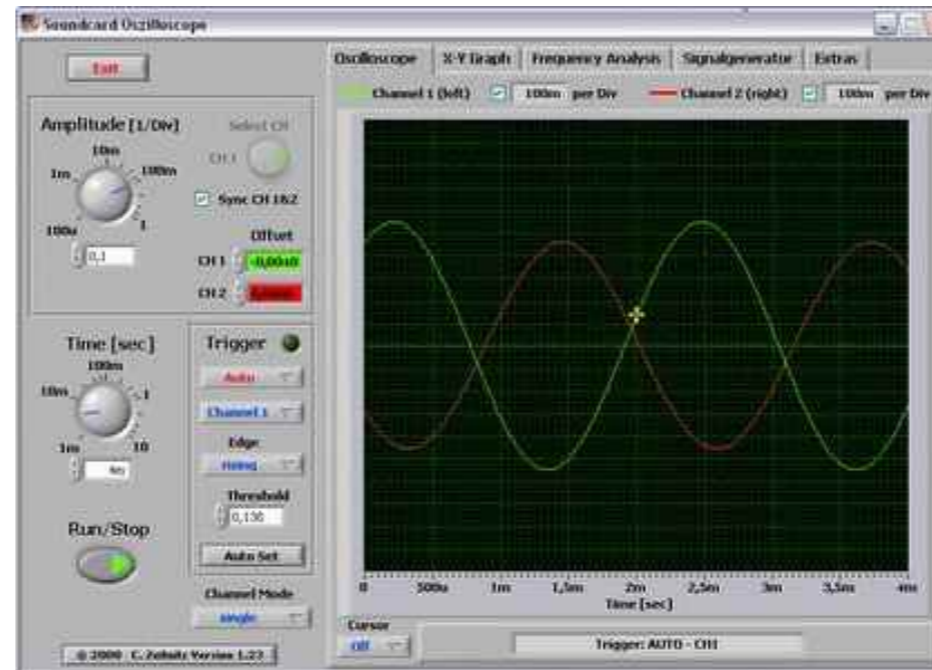 Soundcard Oszilloscope
Exit
Oscilloscope X-Y Graph Frequency Analysis Signalgenerator Extras
Channel 1 (left) 100m per Div Channel 2 (right) 100m per Div
Amplitude [1/Div]
Select CH
CH 1
10m
1m 100m
100u 1
0,1
Sync CH 1&2
Offset
CH 1
CH 2
Time [sec]
100m
10m 1
1m 10
Trigger
Auto
Channel 1
Edge
rising
Threshold
0,136
Auto Set
Run/Stop
Channel Mode
single
0 500u 1m 1,5m 2m 2,5m 3m 3,5m 4m
Time [sec]
Cursor
Off
Trigger: AUTO - CH1
© 2009 C. Zeitnitz Version 1.23